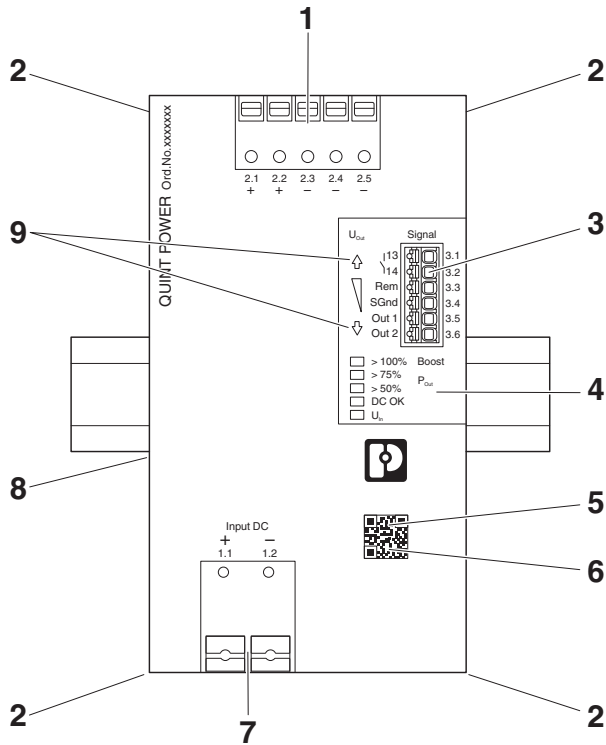 1
2 2
QUINT POWER Ord.No.xxxxxxx
2.1 2.2 2.3 2.4 2.5
+ + – – –
9
U Out Signal
3
13 3.1
14 3.2
Rem 3.3
SGnd 3.4
Out 1 3.5
Out 2 3.6
> 100% Boost
> 75% P Out
> 50%
DC OK
U In
4
8
5
6
Input DC
+ –
1.1 1.2
2 2
7